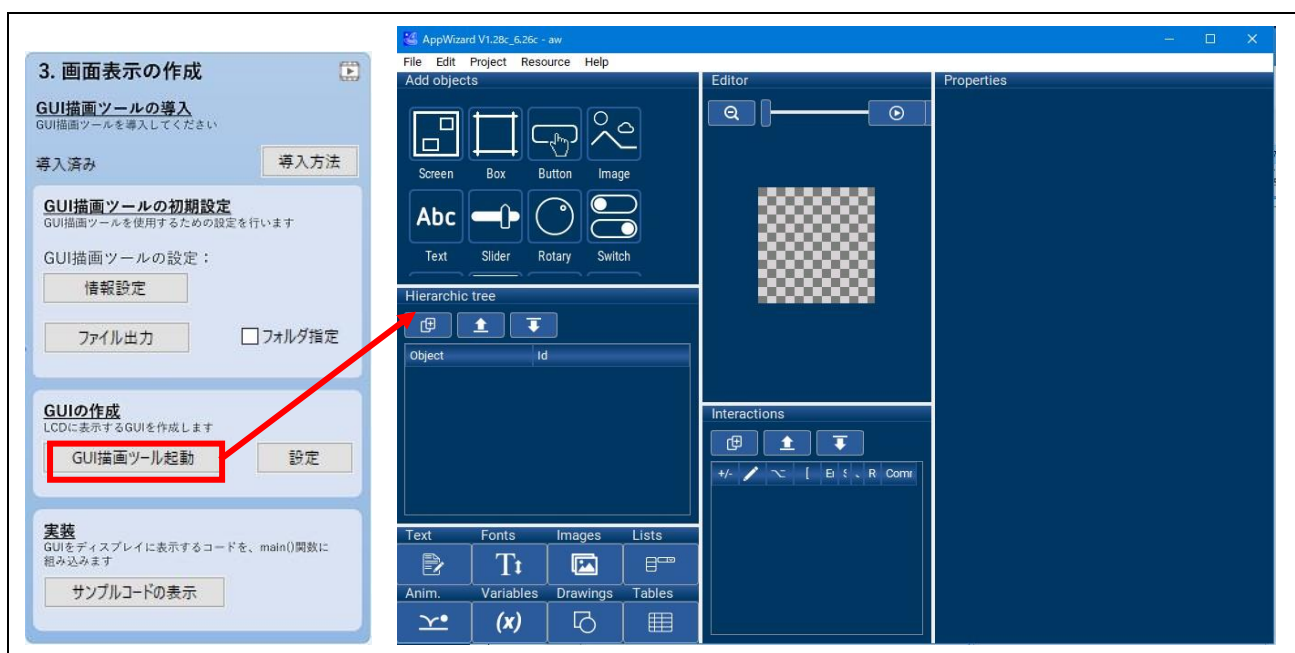 3. 画面表示の作成
GUI描画ツールの導入
GUI描画ツールを導入してください
導入済み
導入方法
GUI描画ツールの初期設定
GUI描画ツールを使用するための設定を行います
GUI描画ツールの設定：
情報設定
ファイル出力
フォルダ指定
GUIの作成
LCDに表示するGUIを作成します
GUI描画ツール起動
設定
実装
GUIをディスプレイに表示するコードを、main()関数に
組み込みます
サンプルコードの表示
AppWizard V1.28c_6.26c - aw
File Edit Project Resource Help
Add objects
Screen Box Button Image
Abc
Text Slider Rotary Switch
Hierarchic tree
Object Id
Text Fonts Images Lists
Anim. Variables Drawings Tables
(x)
Editor
Interactions
+/- [ R
Properties